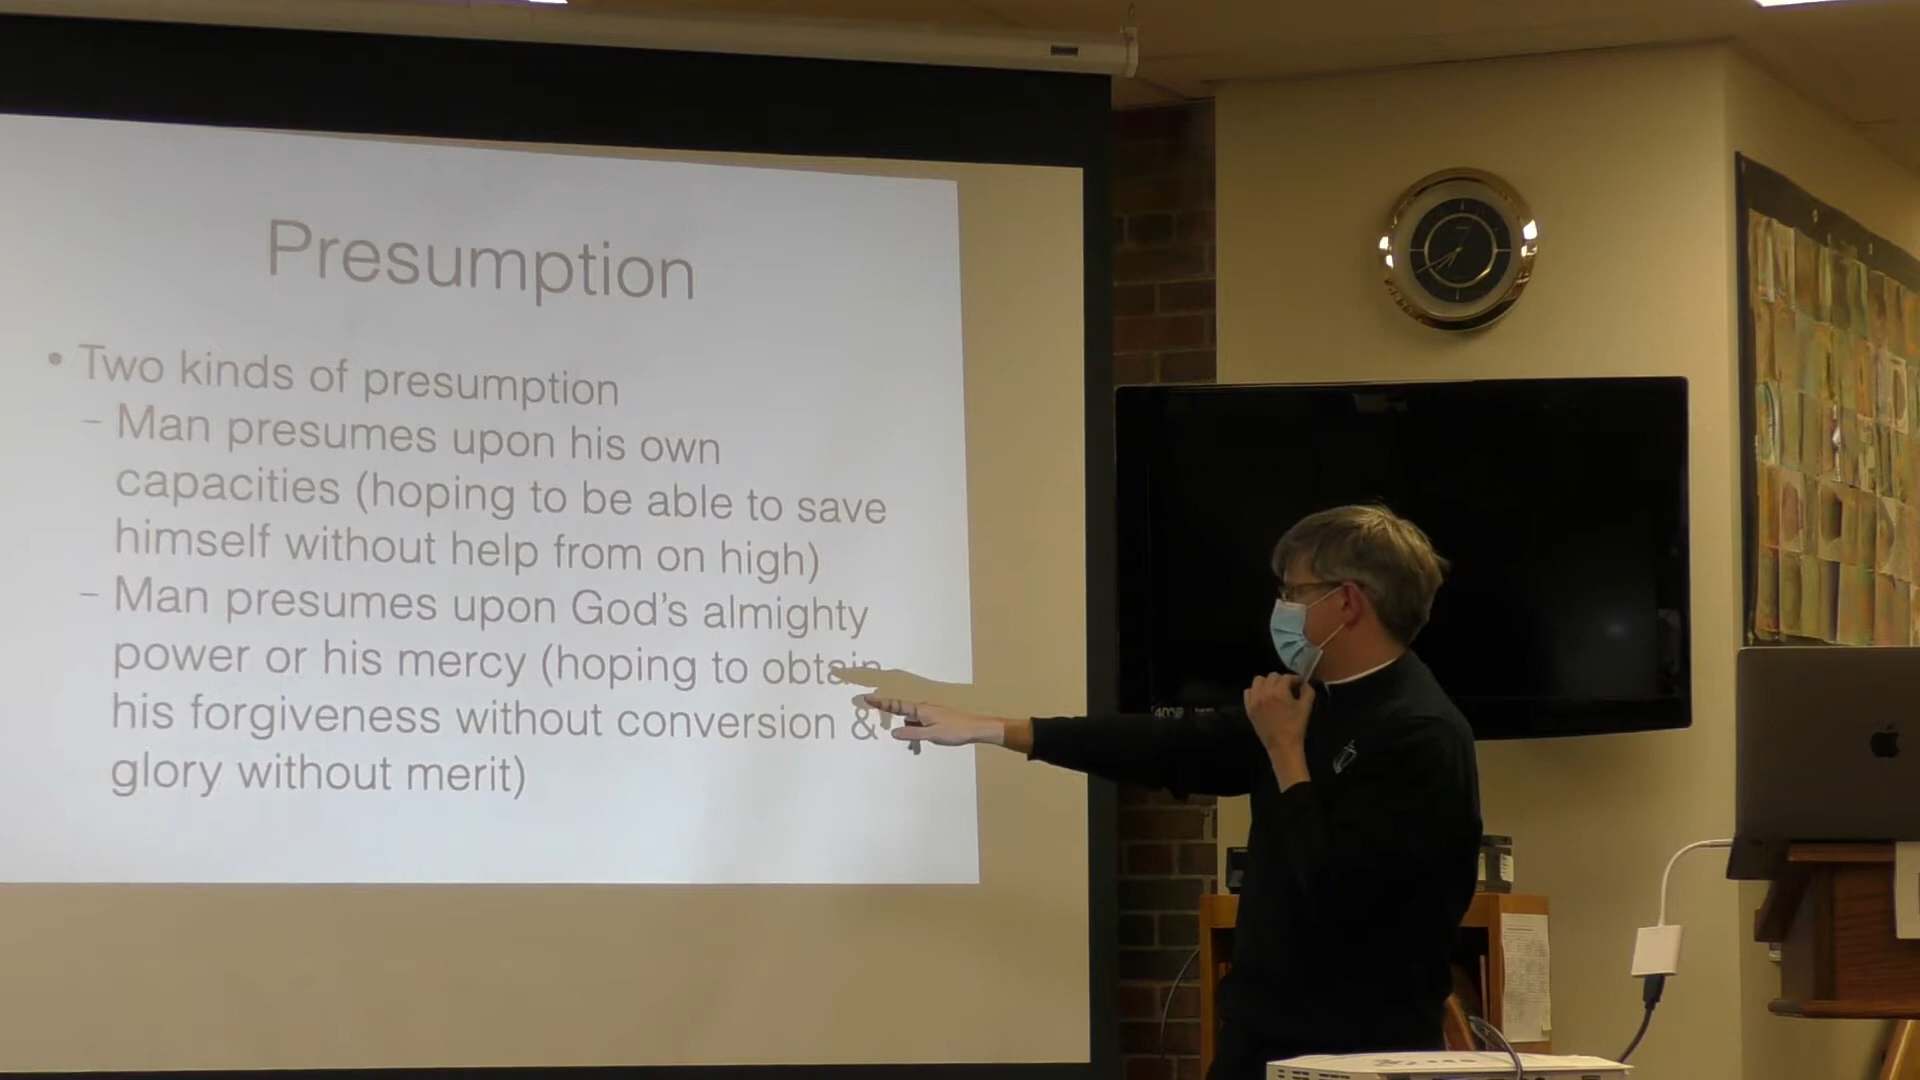 Presumption
• Two kinds of presumption
– Man presumes upon his own
capacities (hoping to be able to save
himself without help from on high)
– Man presumes upon God's almighty
power or his mercy (hoping to obtain
his forgiveness without conversion &
glory without merit)